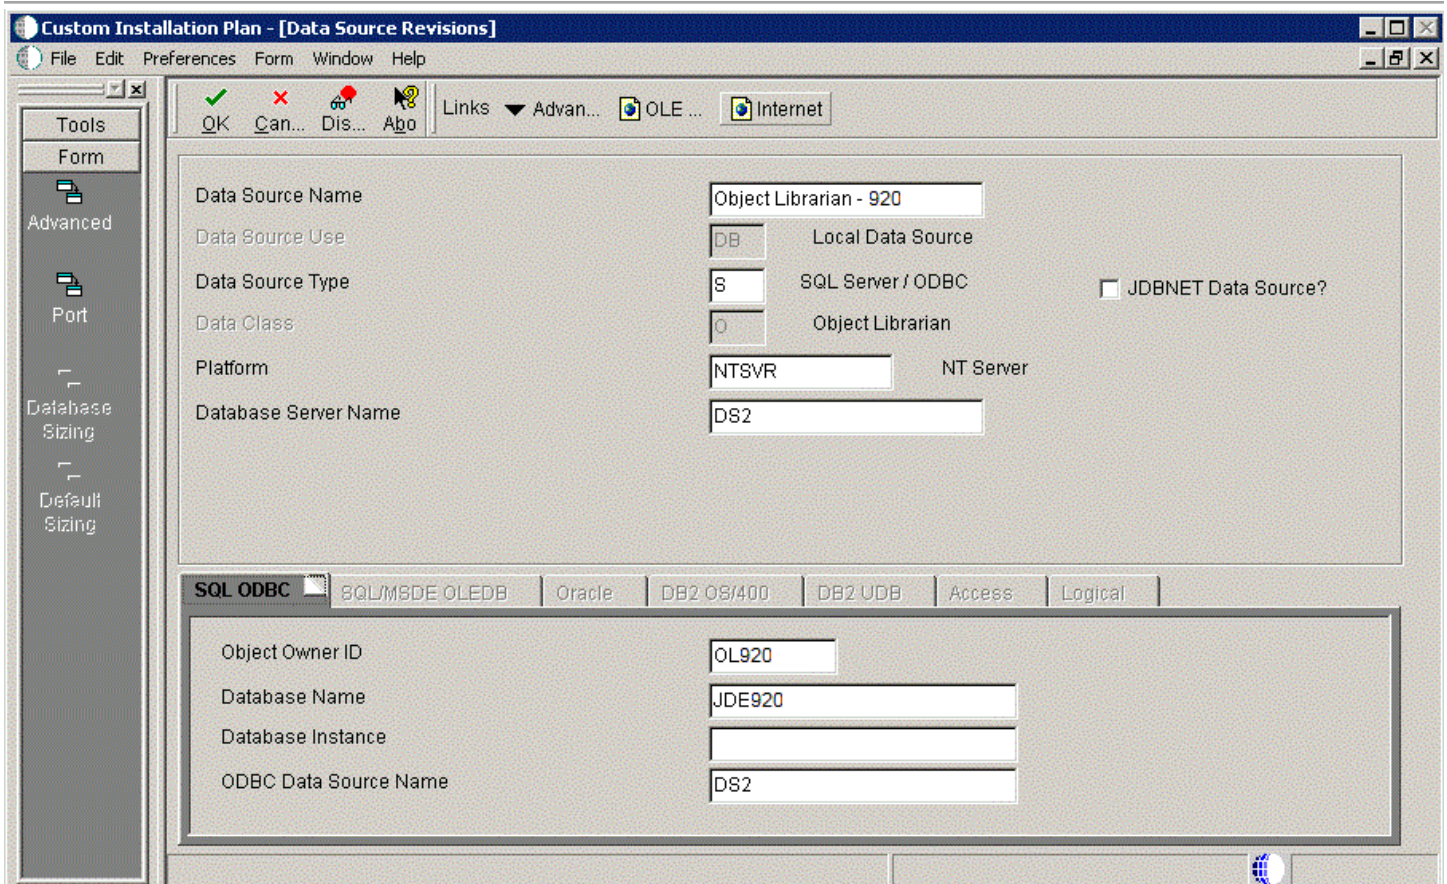 Custom Installation Plan - [Data Source Revisions]
File Edit Preferences Form Window Help
Tools
Form
Advanced
Port
Database
Sizing
Default
Sizing
OK Can... Dis... Abo Links Advan... OLE ... Internet
Data Source Name Object Librarian - 920
Data Source Use DB Local Data Source
Data Source Type S SQL Server / ODBC JDBNET Data Source?
Data Class O Object Librarian
Platform NTSVR NT Server
Database Server Name DS2
SQL ODBC SQL/MSDE OLEDB Oracle DB2 OS/400 DB2 UDB Access Logical
Object Owner ID OL920
Database Name JDE920
Database Instance
ODBC Data Source Name DS2